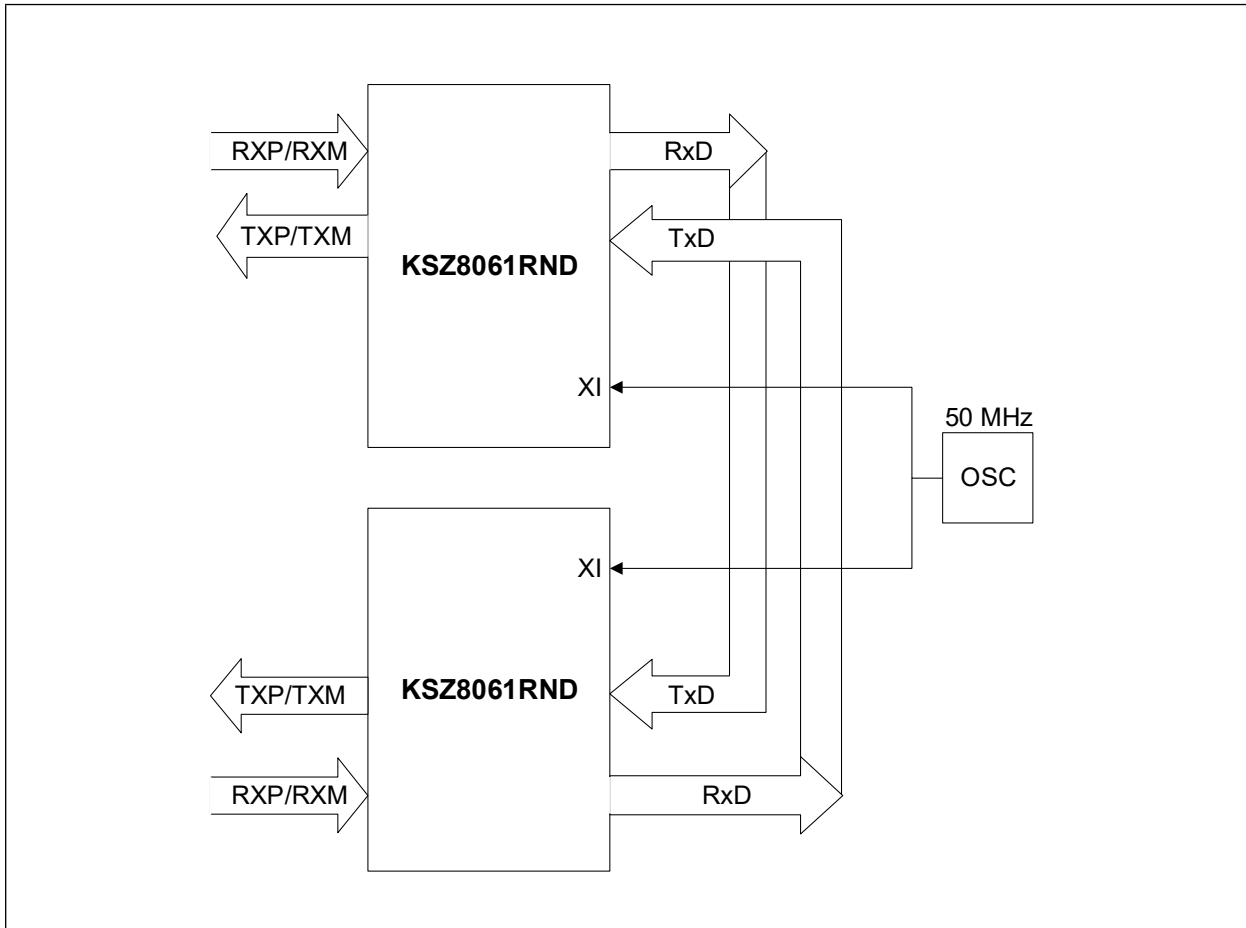 RXP/RXM
RxD
TXP/TXM
TxD
KSZ8061RND
XI
50 MHz
OSC
XI
TXP/TXM
KSZ8061RND
TxD
RXP/RXM
RxD